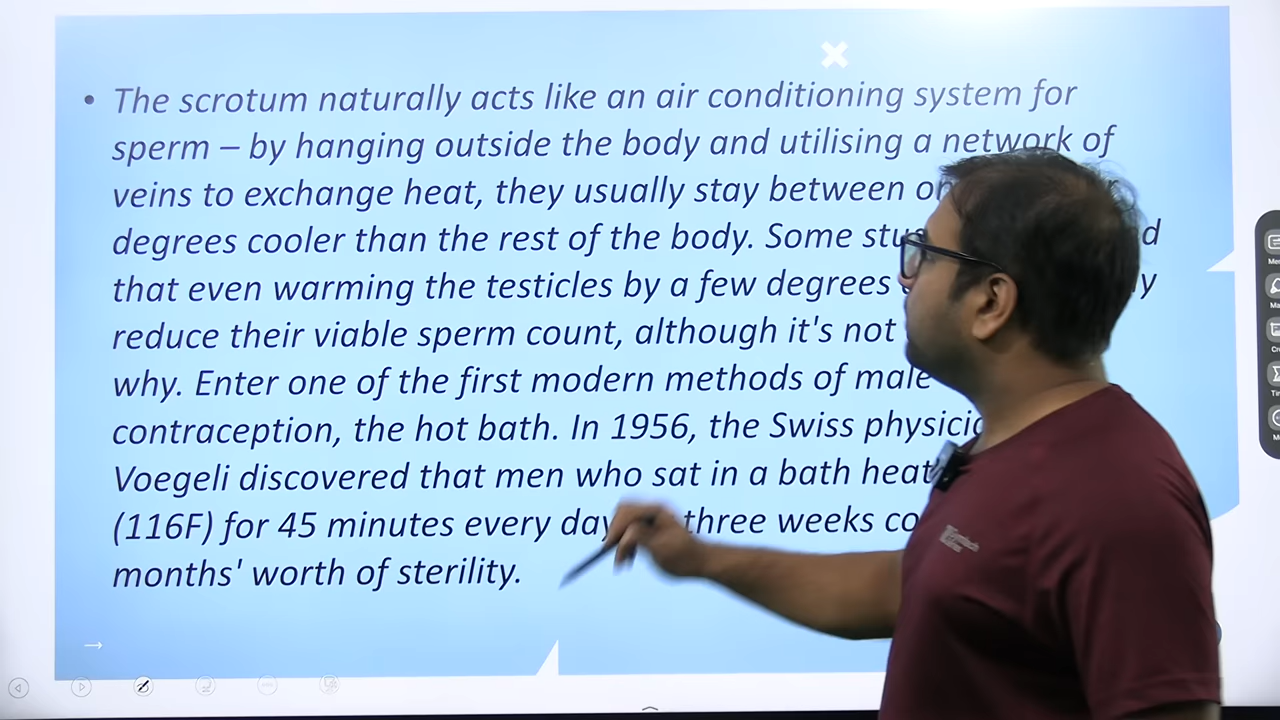 • The scrotum naturally acts like an air conditioning system for
sperm – by hanging outside the body and utilising a network of
veins to exchange heat, they usually stay between
degrees cooler than the rest of the body. Some
that even warming the testicles by a few degrees
reduce their viable sperm count, although it's not
why. Enter one of the first modern methods of male
contraception, the hot bath. In 1956, the Swiss
Voegeli discovered that men who sat in a bath
(116F) for 45 minutes every day three weeks
months' worth of sterility.